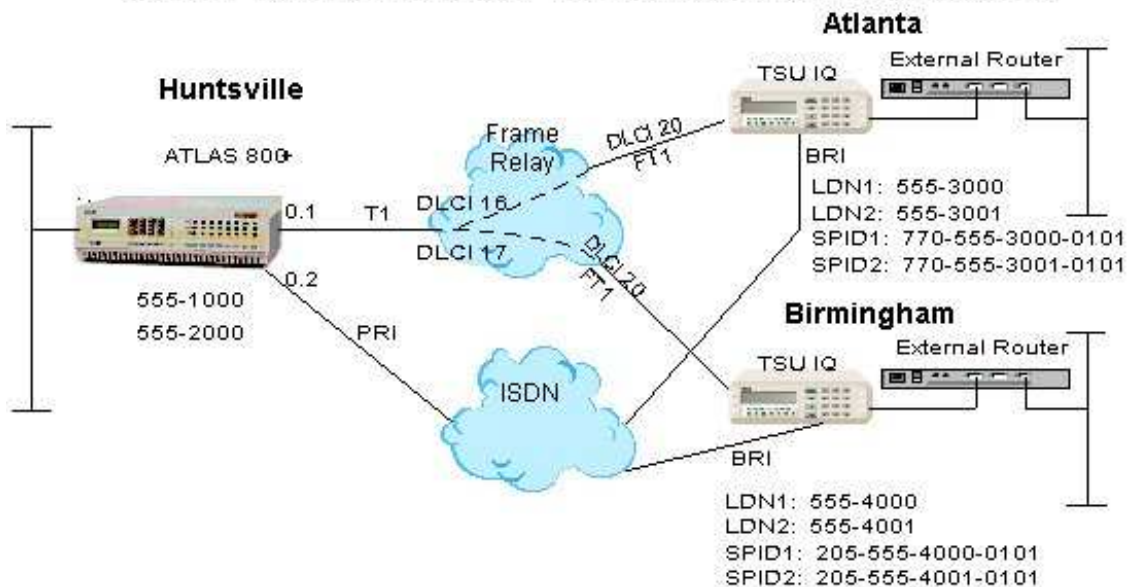 Atlanta
External Router
TSU IQ
Huntsville
ATLAS 800+
Frame
Relay
DLCI 20
FT1
BRI
LDN1: 555-3000
LDN2: 555-3001
SPID1: 770-555-3000-0101
SPID2: 770-555-3001-0101
0.1
T1
DLCI 16
DLCI 17
DLCI 20
FT1
0.2
555-1000
555-2000
PRI
Birmingham
External Router
TSU IQ
ISDN
BRI
LDN1: 555-4000
LDN2: 555-4001
SPID1: 205-555-4000-0101
SPID2: 205-555-4001-0101